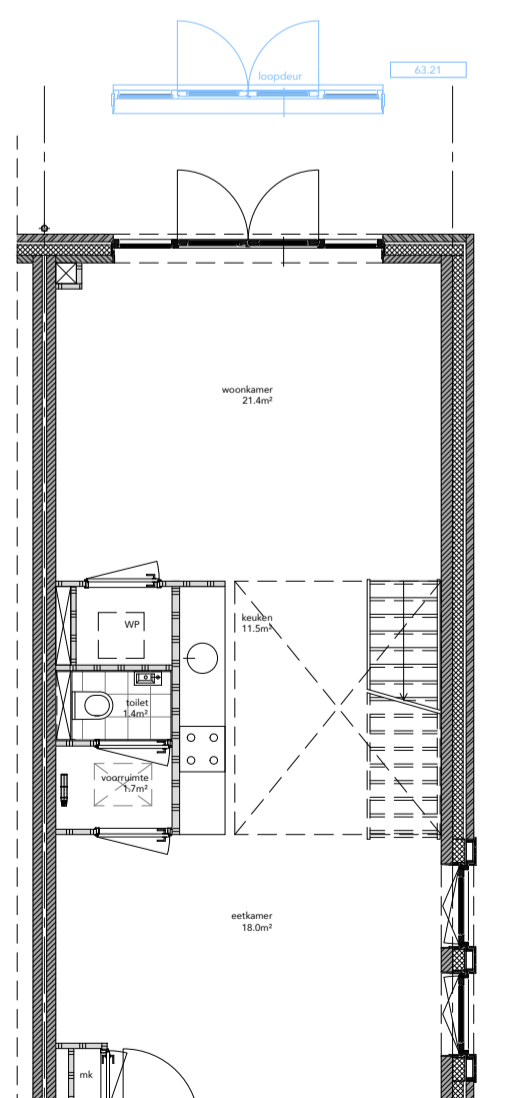 loopdeur
63.21
woonkamer
21.4m²
WP
keuken
11.5m²
toilet
1.4m²
voorruimte
1.7m²
eetkamer
18.0m²
mk